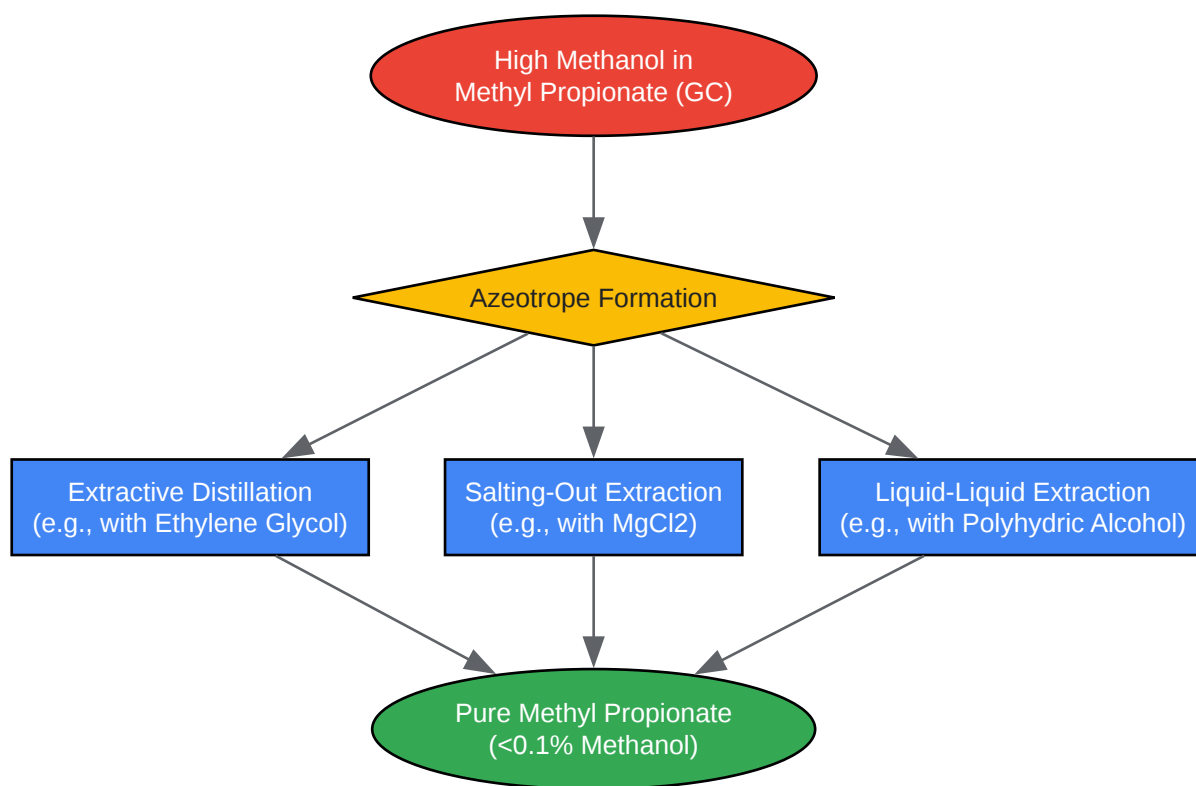 High Methanol in
Methyl Propionate (GC)
Azeotrope Formation
Extractive Distillation
(e.g., with Ethylene Glycol)
Salting-Out Extraction
(e.g., with MgCl2)
Liquid-Liquid Extraction
(e.g., with Polyhydric Alcohol)
Pure Methyl Propionate
(<0.1% Methanol)